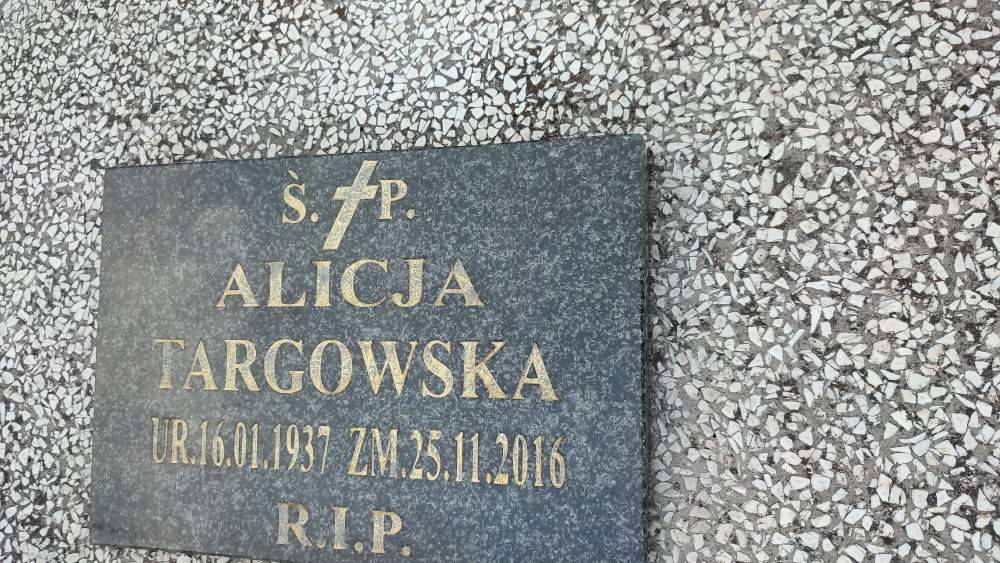 Ṡ. P.
ALICJA
TARGOWSKA
UR.16.01.1937 ZM.25.11.2016
R.I.P.